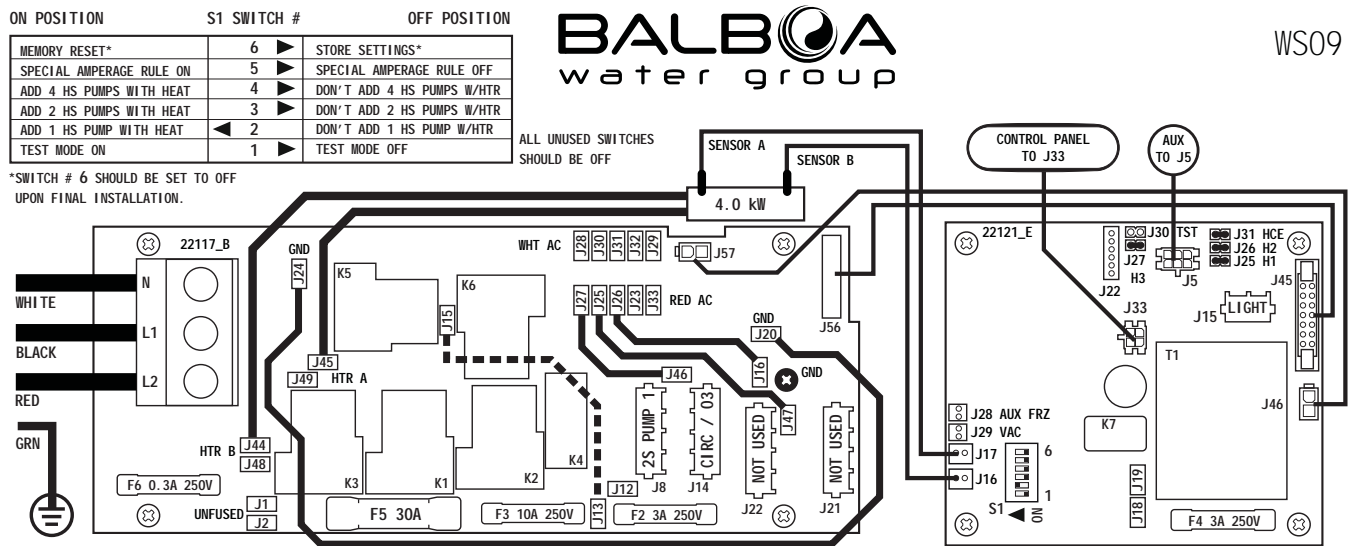 ON POSITION S1 SWITCH # OFF POSITION
MEMORY RESET* 6 ► STORE SETTINGS*
SPECIAL AMPERAGE RULE ON 5 ► SPECIAL AMPERAGE RULE OFF
ADD 4 HS PUMPS WITH HEAT 4 ► DON'T ADD 4 HS PUMPS W/HTR
ADD 2 HS PUMPS WITH HEAT 3 ► DON'T ADD 2 HS PUMPS W/HTR
ADD 1 HS PUMP WITH HEAT ◄ 2 DON'T ADD 1 HS PUMP W/HTR
TEST MODE ON 1 ► TEST MODE OFF
*SWITCH # 6 SHOULD BE SET TO OFF
UPON FINAL INSTALLATION.
ALL UNUSED SWITCHES
SHOULD BE OFF
BALBOA
water group
WS09
SENSOR A
SENSOR B
4.0 kW
CONTROL PANEL
TO J33
AUX
TO J5
22117_B
GND
J24
WHT AC
J28
J30
J31
J32
J29
J57
N
WHITE
L1
BLACK
L2
RED
GRN
K5
K6
J15
J27
J25
J26
J23
J33
RED AC
GND
J20
J56
J45
J49
HTR A
J46
J16
GND
J47
HTR B
J44
J48
K3
K1
K2
K4
2S PUMP 1
J8
CIRC / O3
J14
NOT USED
J22
NOT USED
J21
F6 0.3A 250V
UNFUSED
J1
J2
F5 30A
F3 10A 250V
J13
J12
F2 3A 250V
22121_E
J30 TST
J27
H3
J22
J5
J31 HCE
J26 H2
J25 H1
J45
J33
J15
LIGHT
T1
J46
K7
J28 AUX FRZ
J29 VAC
J17
J16
6
1
S1
ON
J19
J18
F4 3A 250V